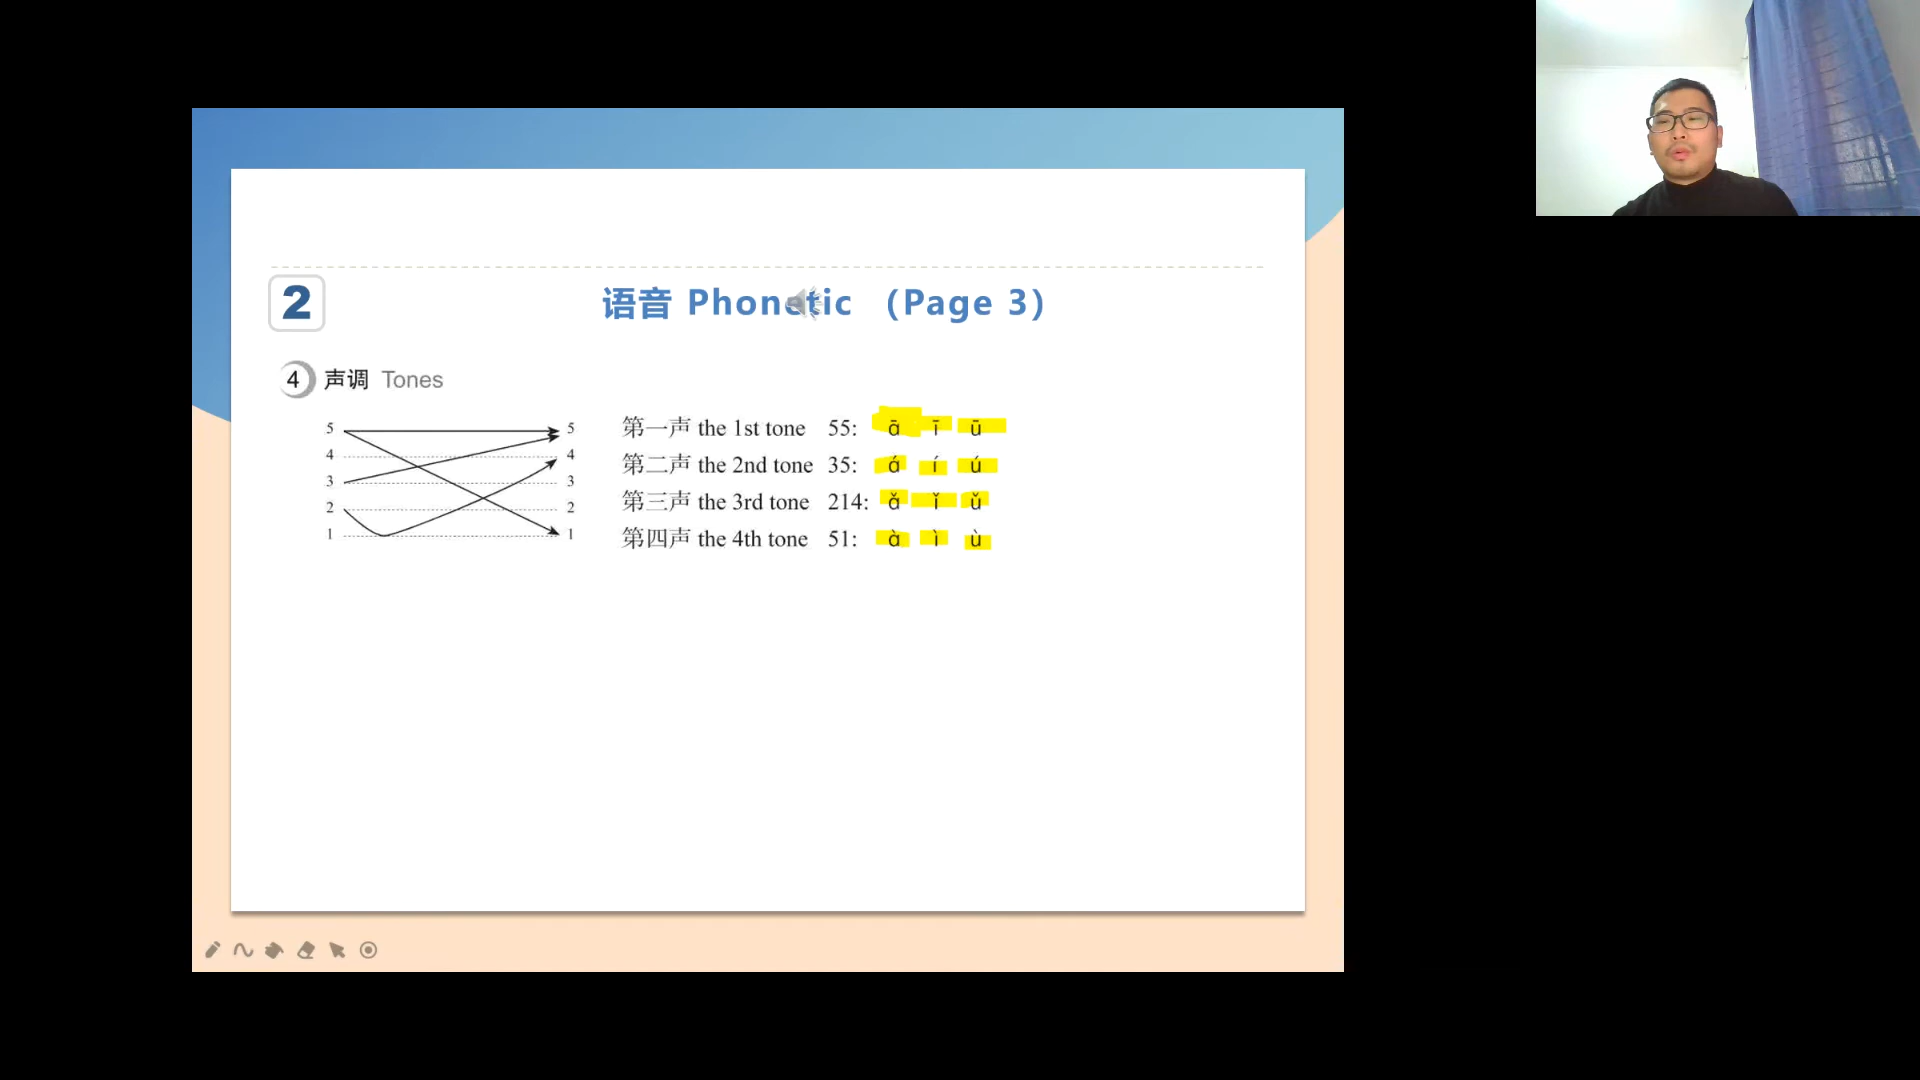 2
语音 Phonetic （Page 3）
4 声调 Tones
5 5
4 4
3 3
2 2
1 1
第一声 the 1st tone 55: ā ī ū
第二声 the 2nd tone 35: á í ú
第三声 the 3rd tone 214: ǎ ǐ ǔ
第四声 the 4th tone 51: à ì ù